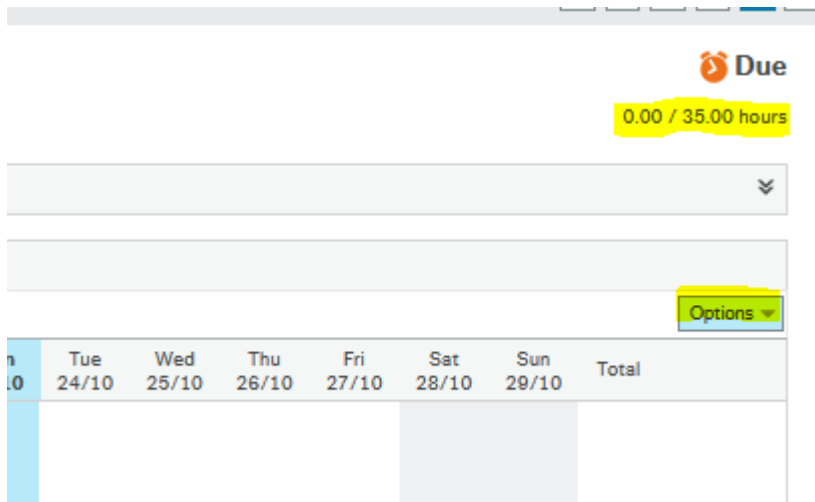 Due
0.00 / 35.00 hours
Options
n Tue Wed Thu Fri Sat Sun Total
.0 24/10 25/10 26/10 27/10 28/10 29/10